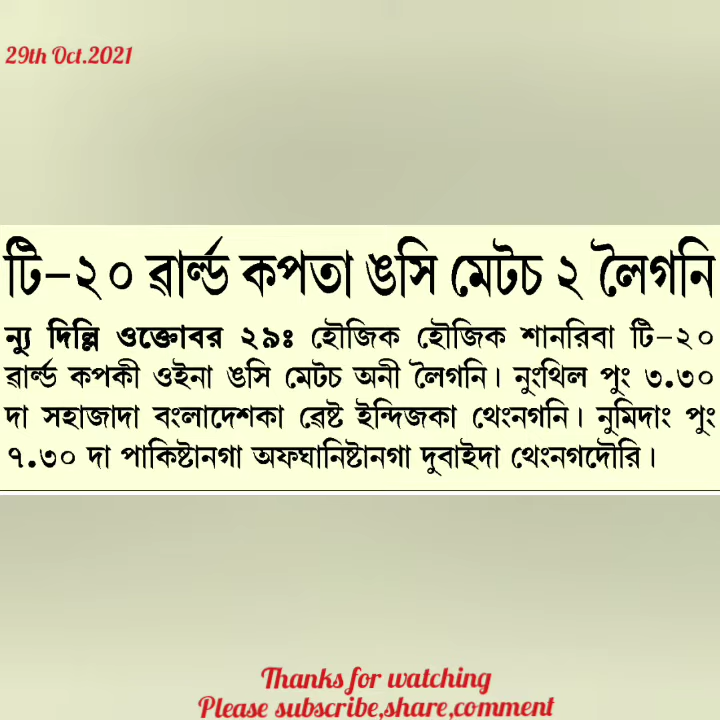 29th Oct.2021
টি-২০ ৱার্ল্ড কপতা ঙসি মেটচ ২ লৈগনি
ন্যু দিল্লি ওক্তোবর ২৯ঃ হৌজিক হৌজিক শানরিবা টি-২০
ৱার্ল্ড কপকী ওইনা ঙসি মেটচ অনী লৈগনি। নুংথিল পুং ৩.৩০
দা সহাজাদা বংলাদেশকা ৱেষ্ট ইন্দিজকা থেংনগনি। নুমিদাং পুং
৭.৩০ দা পাকিষ্টানগা অফঘানিষ্টানগা দুবাইদা থেংনগদৌরি।
Thanks for watching
Please subscribe,share,comment